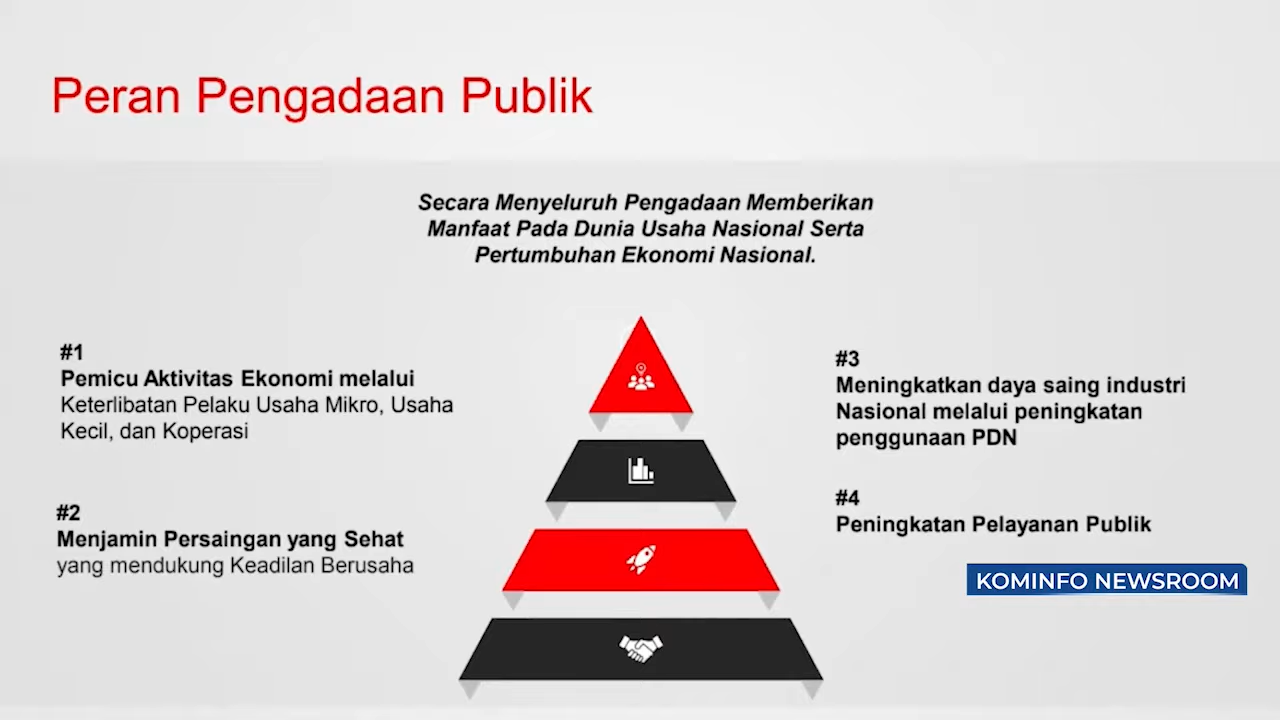 Peran Pengadaan Publik
Secara Menyeluruh Pengadaan Memberikan
Manfaat Pada Dunia Usaha Nasional Serta
Pertumbuhan Ekonomi Nasional.
#1
Pemicu Aktivitas Ekonomi melalui
Keterlibatan Pelaku Usaha Mikro, Usaha
Kecil, dan Koperasi
#2
Menjamin Persaingan yang Sehat
yang mendukung Keadilan Berusaha
#3
Meningkatkan daya saing industri
Nasional melalui peningkatan
penggunaan PDN
#4
Peningkatan Pelayanan Publik
KOMINFO NEWSROOM